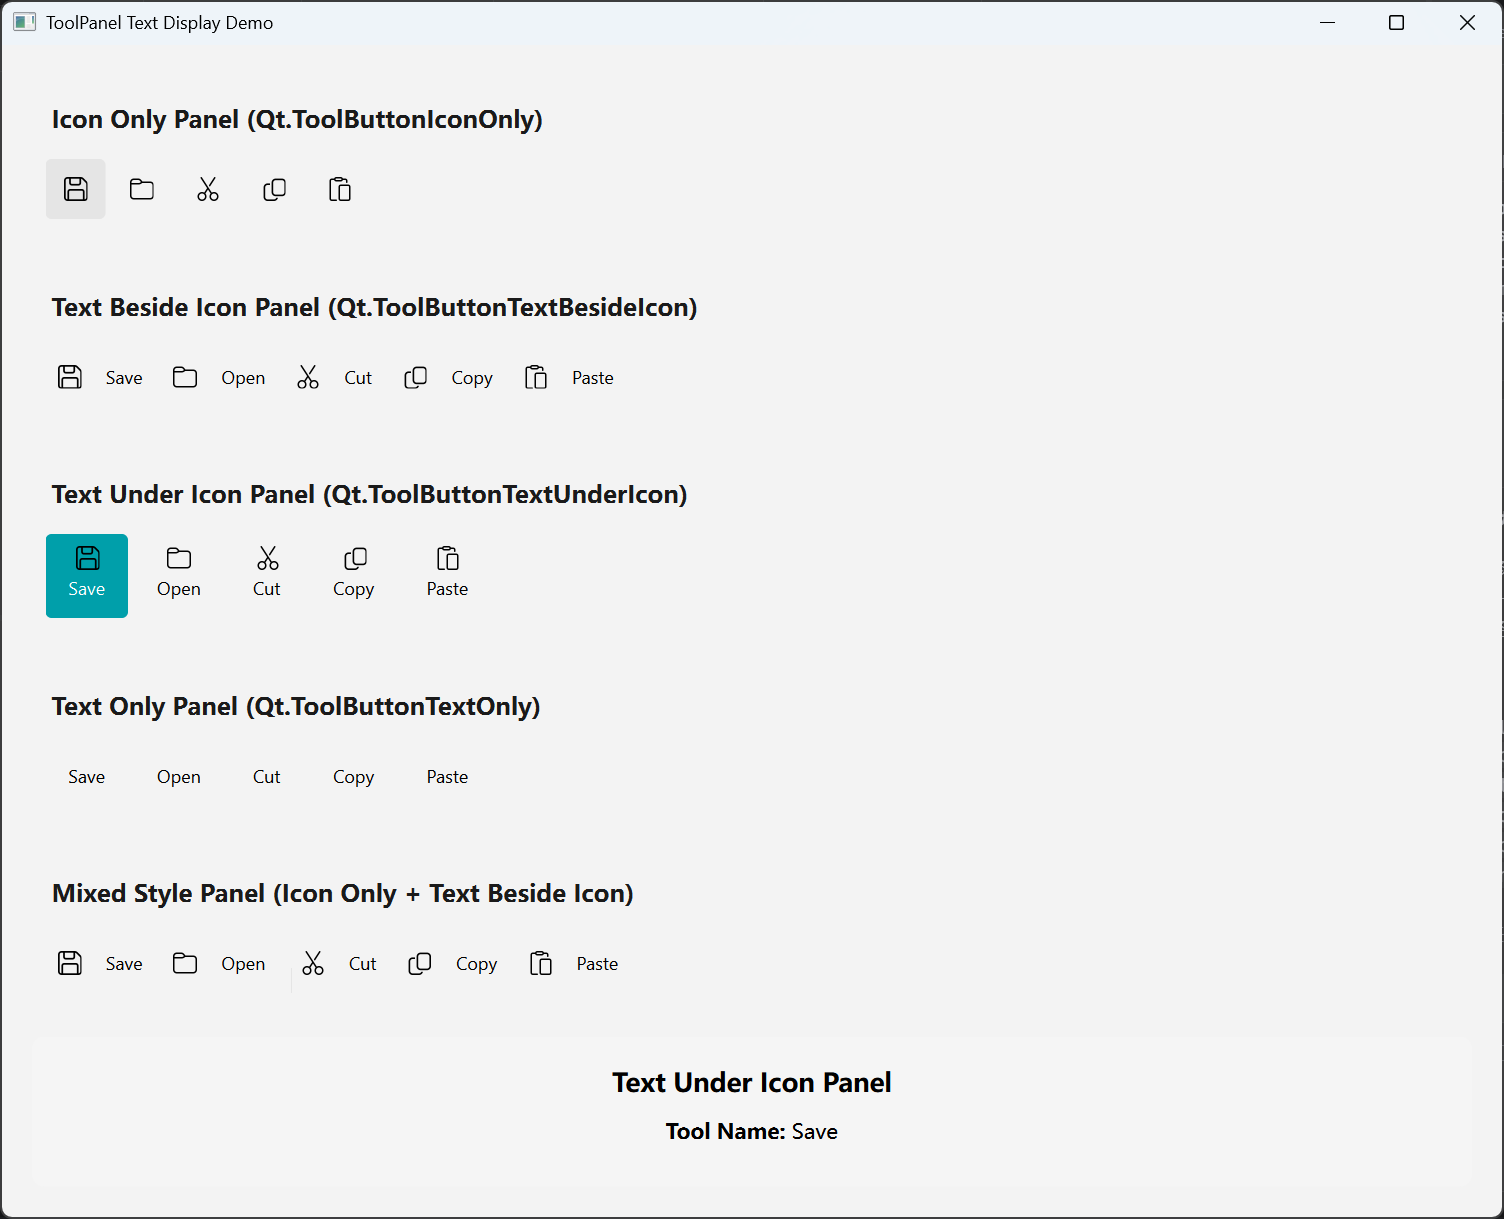 ToolPanel Text Display Demo
Icon Only Panel (Qt.ToolButtonIconOnly)
Text Beside Icon Panel (Qt.ToolButtonTextBesideIcon)
Save Open Cut Copy Paste
Text Under Icon Panel (Qt.ToolButtonTextUnderIcon)
Save Open Cut Copy Paste
Text Only Panel (Qt.ToolButtonTextOnly)
Save Open Cut Copy Paste
Mixed Style Panel (Icon Only + Text Beside Icon)
Save Open Cut Copy Paste
Text Under Icon Panel
Tool Name: Save